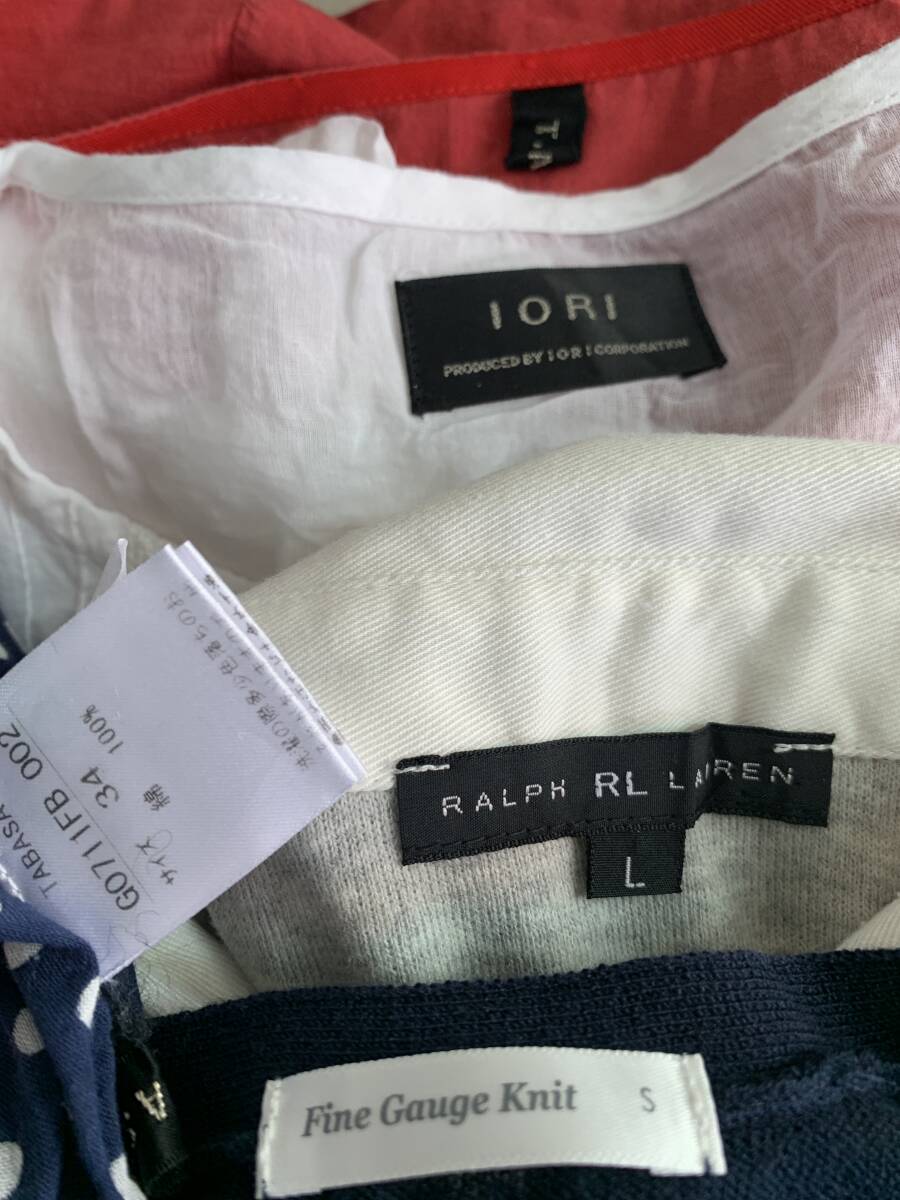 IORI
PRODUCED BY IORI CORPORATION
TABASA
G0711FB 002
サイズ 34
綿 100%
RALPH RL LAUREN
L
Fine Gauge Knit S